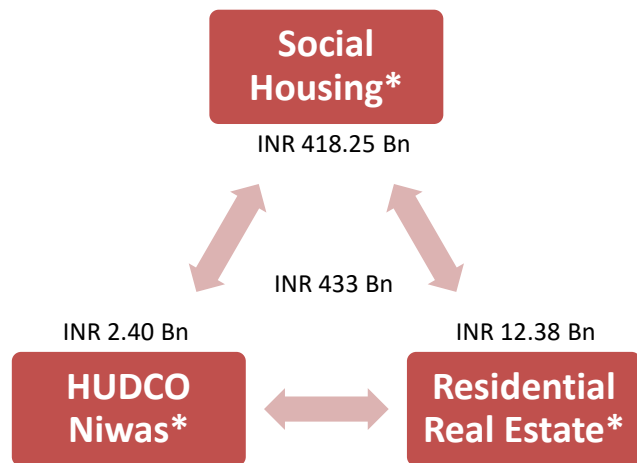 Social
Housing*
INR 418.25 Bn
INR 433 Bn
INR 2.40 Bn
INR 12.38 Bn
HUDCO
Niwas*
Residential
Real Estate*